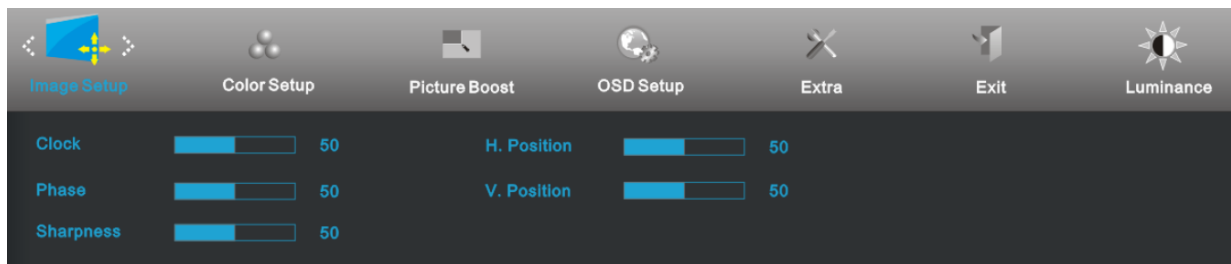 Image Setup Color Setup Picture Boost OSD Setup Extra Exit Luminance
Clock 50 H. Position 50
Phase 50 V. Position 50
Sharpness 50